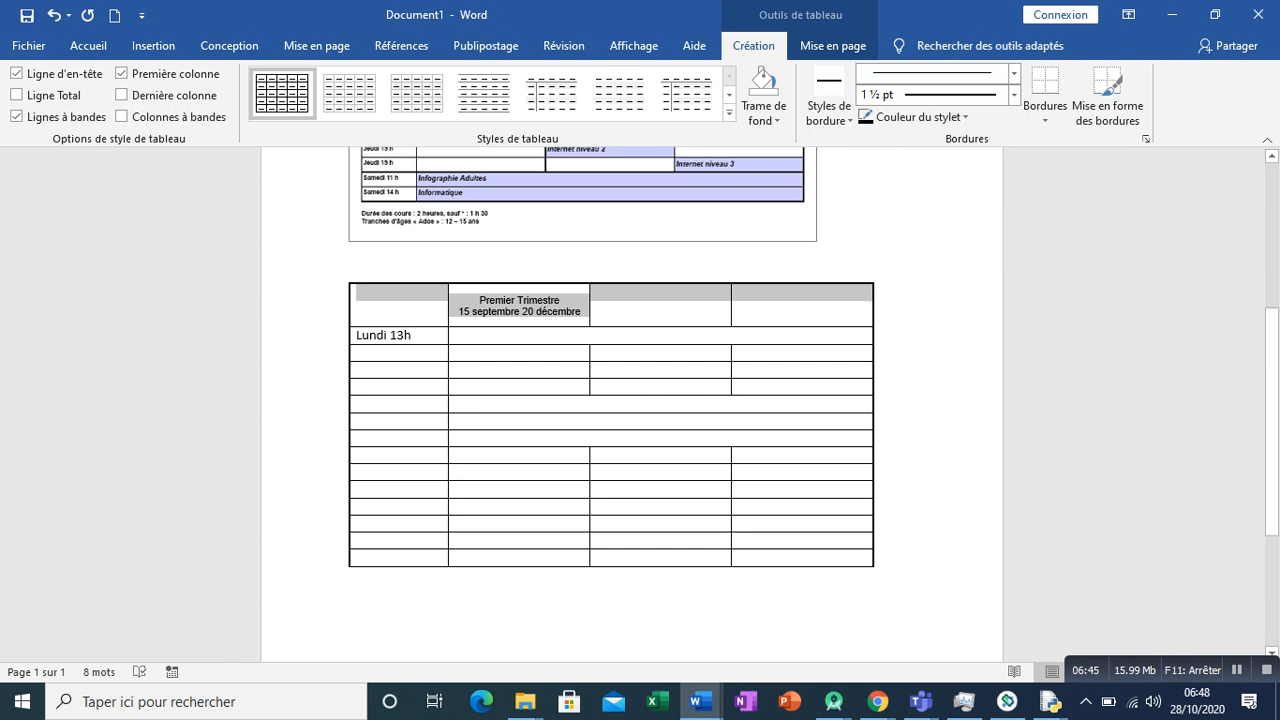 Document1 - Word
Outils de tableau
Connexion
Fichier
Accueil
Insertion
Conception
Mise en page
Références
Publipostage
Révision
Affichage
Aide
Création
Mise en page
Rechercher des outils adaptés
Partager
Ligne d'en-tête
Première colonne
Ligne Total
Dernière colonne
Lignes à bandes
Colonnes à bandes
Options de style de tableau
Styles de tableau
Trame de fond
Styles de bordure
1 ½ pt
Couleur du stylet
Bordures
Mise en forme des bordures
Bordures
Jeudi 19 h
Internet niveau 3
Samedi 11 h
Infographie Adultes
Samedi 14 h
Informatique
Durée des cours : 2 heures, sauf * : 1 h 30
Tranches d'âges « Ados » : 12 – 15 ans
Premier Trimestre
15 septembre 20 décembre
Lundi 13h
Page 1 sur 1
8 mots
06:45
15.99 Mb
F11: Arrêter
Taper ici pour rechercher
06:48
28/10/2020